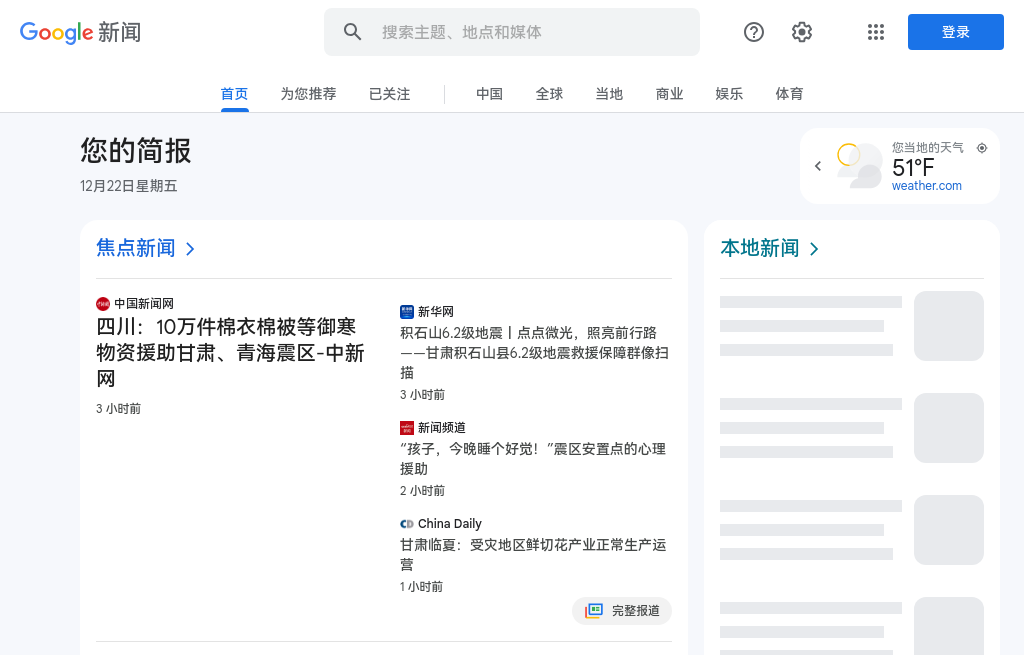 Google 新闻
搜索主题、地点和媒体
登录
首页 为您推荐 已关注 中国 全球 当地 商业 娱乐 体育
您的简报
12月22日星期五
您当地的天气
51°F
weather.com
焦点新闻
中国新闻网
四川：10万件棉衣棉被等御寒
物资援助甘肃、青海震区-中新
网
3 小时前
新华网
积石山6.2级地震丨点点微光，照亮前行路
——甘肃积石山县6.2级地震救援保障群像扫
描
3 小时前
新闻频道
“孩子，今晚睡个好觉！”震区安置点的心理
援助
2 小时前
China Daily
甘肃临夏：受灾地区鲜切花产业正常生产运
营
1 小时前
完整报道
本地新闻